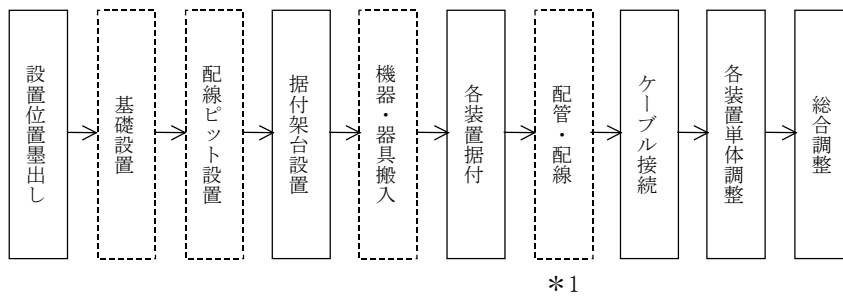 設置位置墨出し
基礎設置
配線ピット設置
据付架台設置
機器・器具搬入
各装置据付
配管・配線
ケーブル接続
各装置単体調整
総合調整
＊1